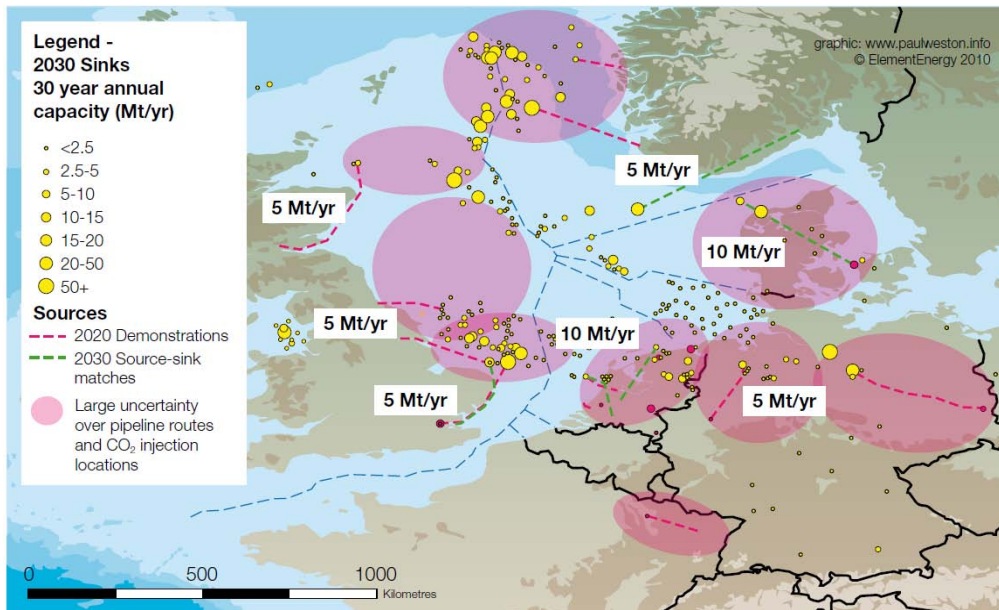 Legend -
2030 Sinks
30 year annual
capacity (Mt/yr)
<2.5
2.5-5
5-10
10-15
15-20
20-50
50+
Sources
2020 Demonstrations
2030 Source-sink
matches
Large uncertainty
over pipeline routes
and CO₂ injection
locations
graphic: www.paulweston.info
© ElementEnergy 2010
5 Mt/yr
5 Mt/yr
10 Mt/yr
5 Mt/yr
10 Mt/yr
5 Mt/yr
5 Mt/yr
0 500 1000
Kilometres